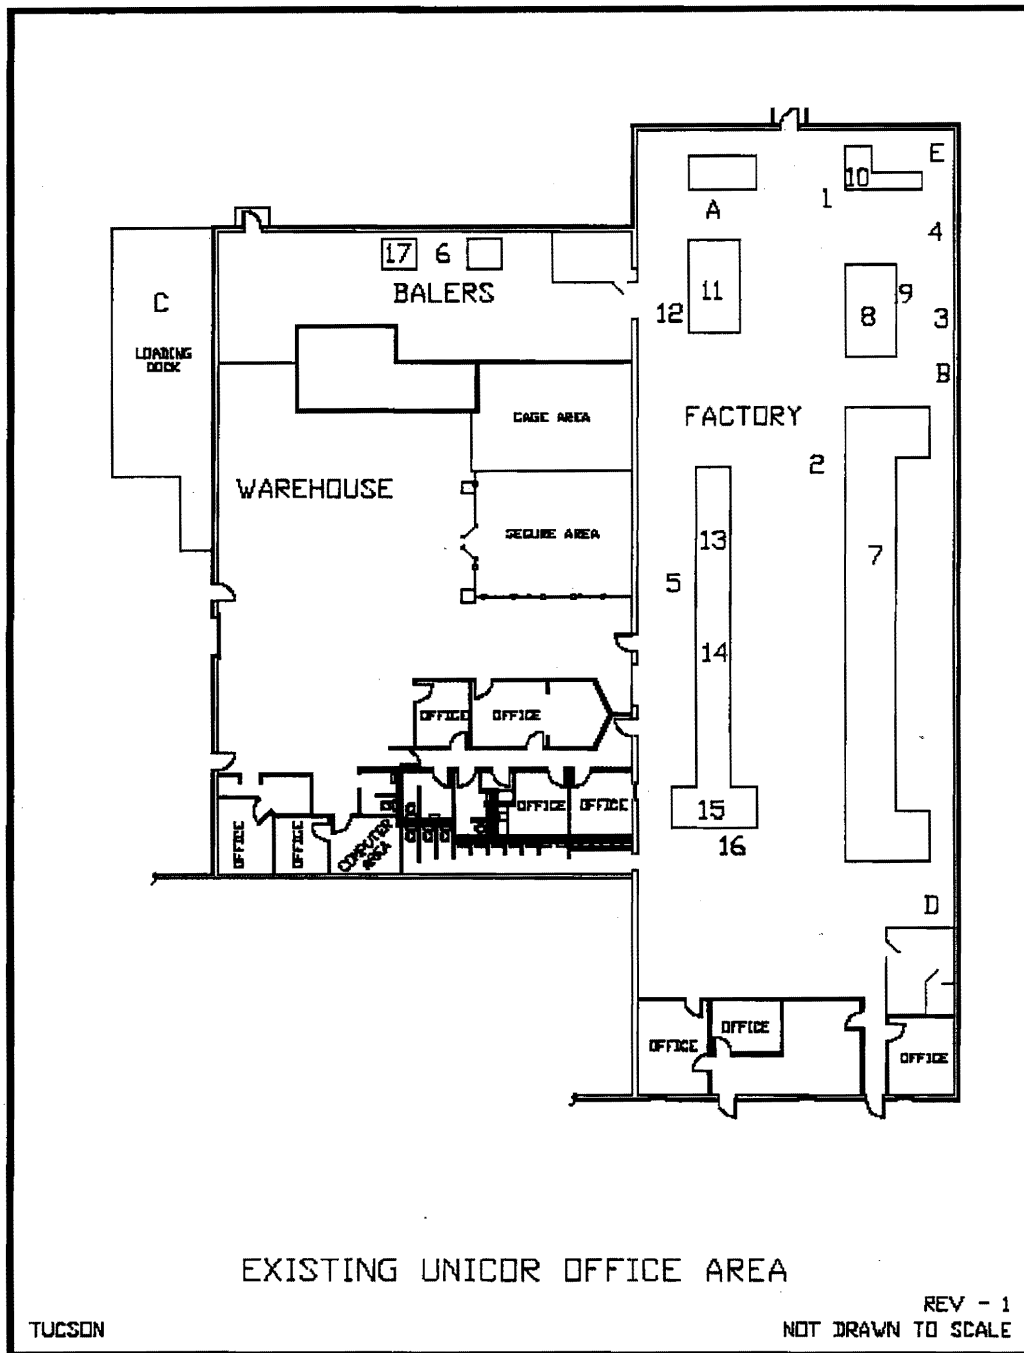 E
10
1
A
4
17 6
BALERS
11
9
C
12
8
3
LOADING
DOCK
B
CAGE AREA
FACTORY
2
WAREHOUSE
SECURE AREA
13
7
5
14
OFFICE
OFFICE
OFFICE
OFFICE
15
OFFICE
OFFICE
COMPUTER
AREA
16
D
OFFICE
OFFICE
OFFICE
EXISTING UNICOR OFFICE AREA
REV - 1
TUCSON
NOT DRAWN TO SCALE